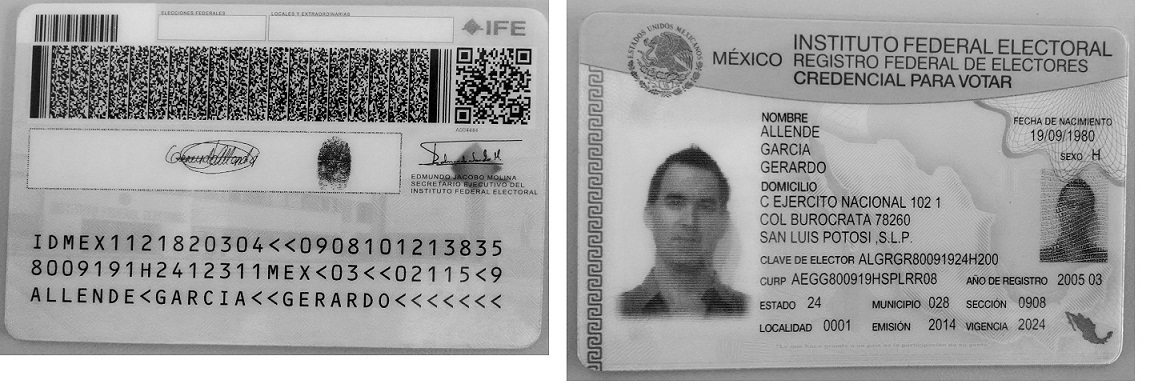 ELECCIONES FEDERALES
LOCALES Y EXTRAORDINARIAS
IFE
EDMUNDO JACOBO MOLINA
SECRETARIO EJECUTIVO DEL
INSTITUTO FEDERAL ELECTORAL
IDMEX1121820304<<0908101213835
8009191H2412311MEX<03<<02115<9
ALLENDE<GARCIA<<GERARDO<<<<<<<
ESTADOS UNIDOS MEXICANOS
MÉXICO
INSTITUTO FEDERAL ELECTORAL
REGISTRO FEDERAL DE ELECTORES
CREDENCIAL PARA VOTAR
NOMBRE
ALLENDE
GARCIA
GERARDO
FECHA DE NACIMIENTO
19/09/1980
SEXO H
DOMICILIO
C EJERCITO NACIONAL 102 1
COL BUROCRATA 78260
SAN LUIS POTOSI ,S.L.P.
CLAVE DE ELECTOR ALGRGR80091924H200
CURP AEGG800919HSPLRR08 AÑO DE REGISTRO 2005 03
ESTADO 24 MUNICIPIO 028 SECCIÓN 0908
LOCALIDAD 0001 EMISIÓN 2014 VIGENCIA 2024